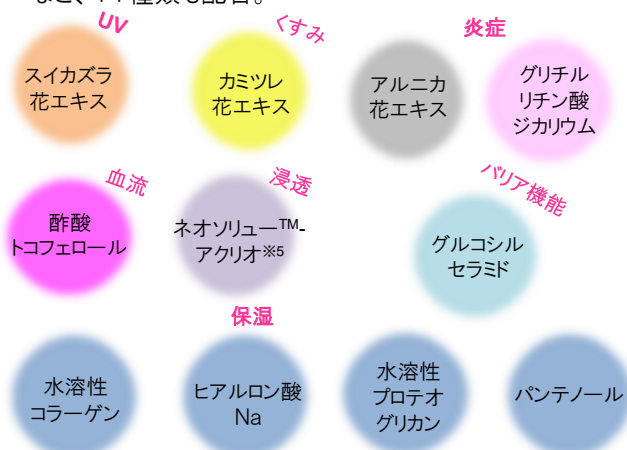 UV
くすみ
炎症
スイカズラ
花エキス
カミツレ
花エキス
アルニカ
花エキス
グリチル
リチン酸
ジカリウム
血流
浸透
バリア機能
酢酸
トコフェロール
ネオソリュー™-
アクリオ※5
グルコシル
セラミド
保湿
水溶性
コラーゲン
ヒアルロン酸
Na
水溶性
プロテオ
グリカン
パンテノール